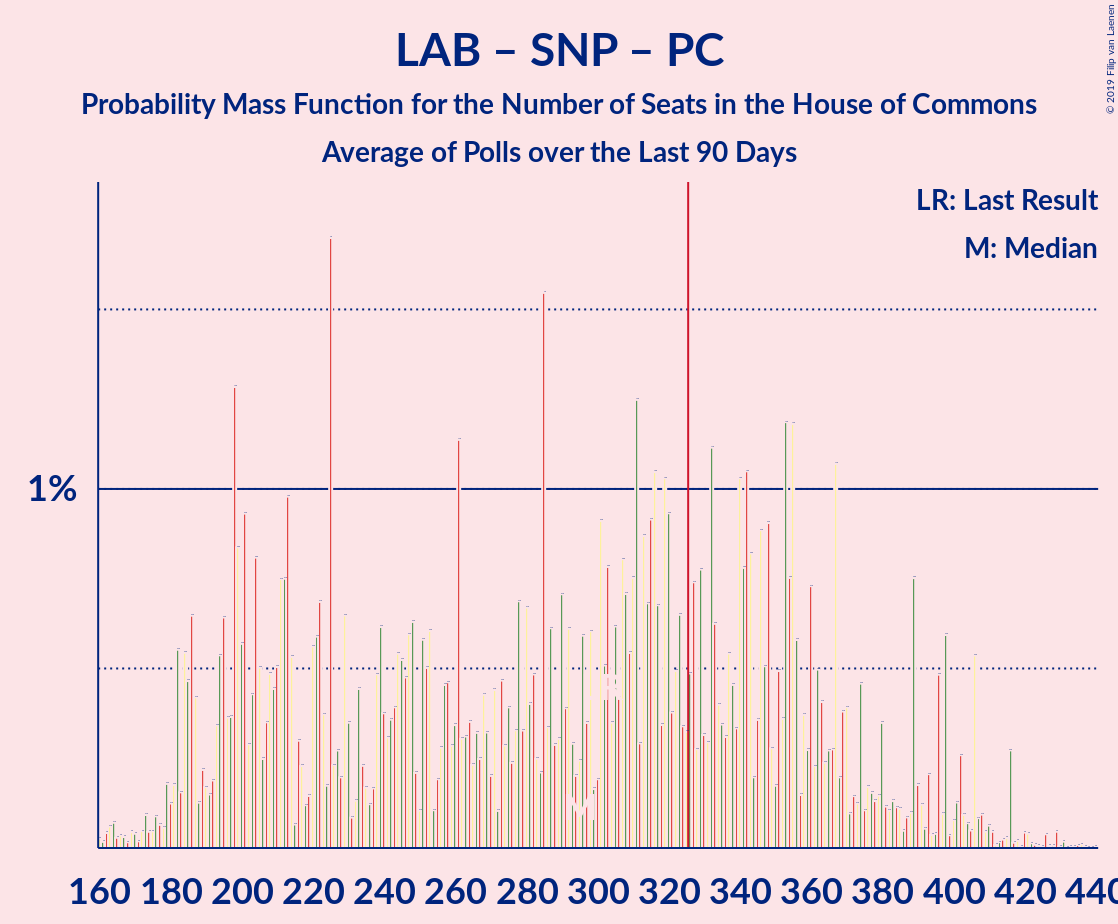 LAB – SNP – PC
Probability Mass Function for the Number of Seats in the House of Commons
Average of Polls over the Last 90 Days
© 2019 Filip van Laenen
LR: Last Result
M: Median
1%
M
160 180 200 220 240 260 280 300 320 340 360 380 400 420 440